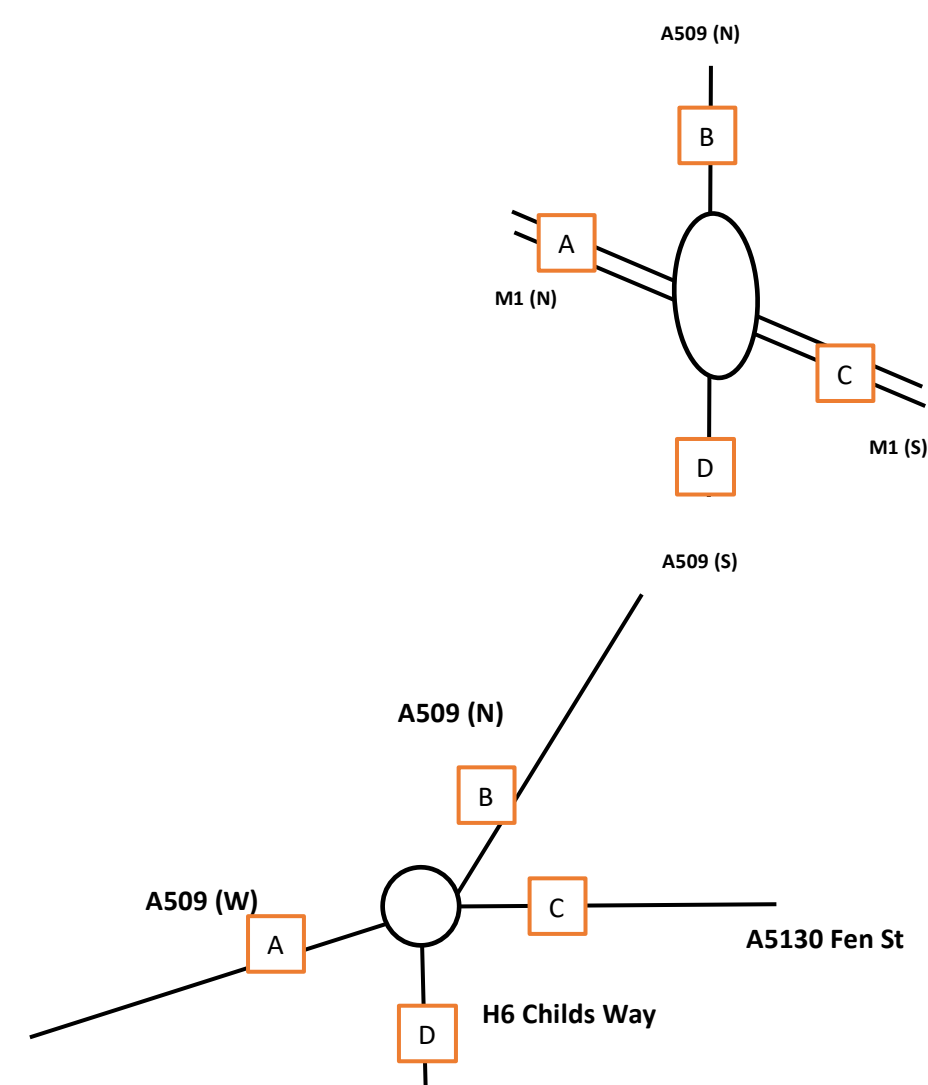 A509 (N)
B
A
M1 (N)
C
M1 (S)
D
A509 (S)
A509 (N)
B
A509 (W)
C
A
A5130 Fen St
H6 Childs Way
D